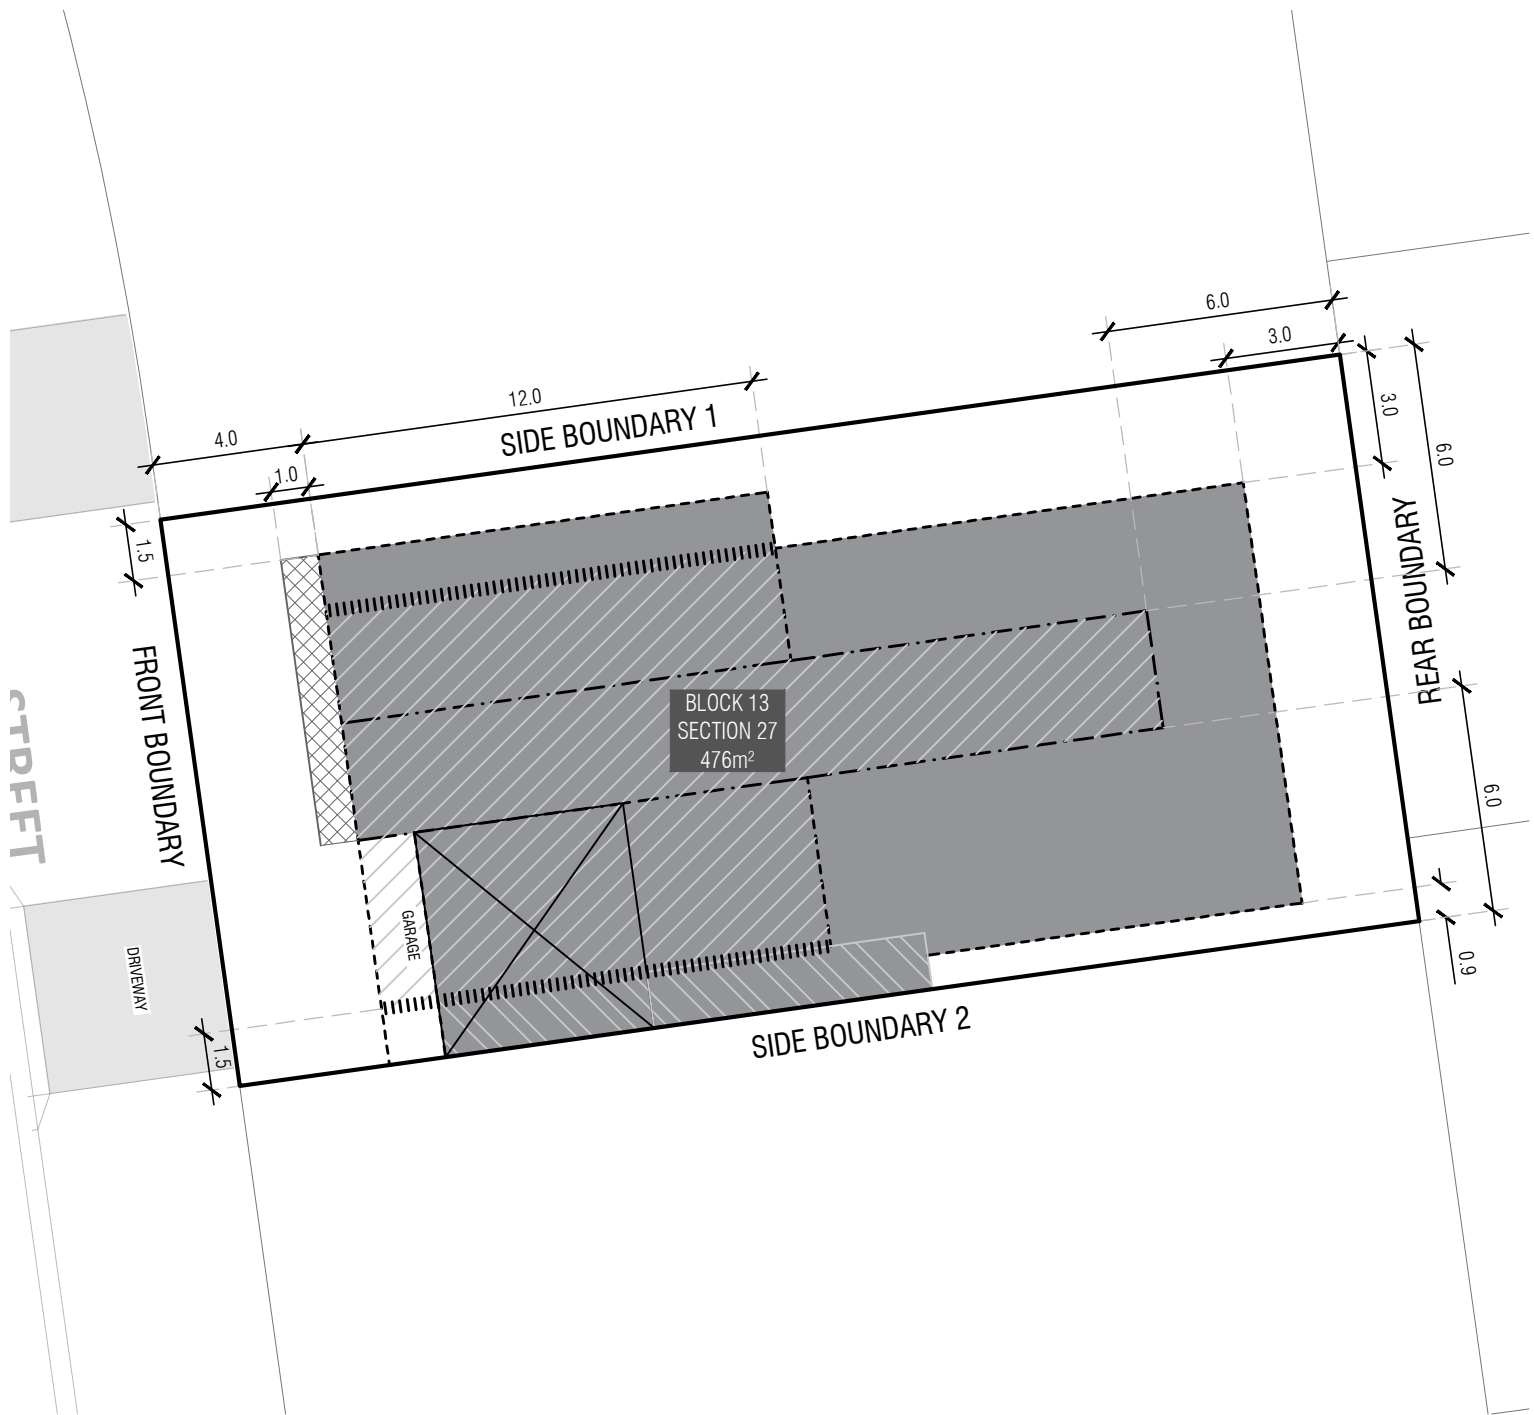 6.0
3.0
12.0
SIDE BOUNDARY 1
4.0
1.0
3.0
6.0
1.5
REAR BOUNDARY
FRONT BOUNDARY
STREET
BLOCK 13
SECTION 27
476m²
6.0
GARAGE
DRIVEWAY
0.9
SIDE BOUNDARY 2
1.5